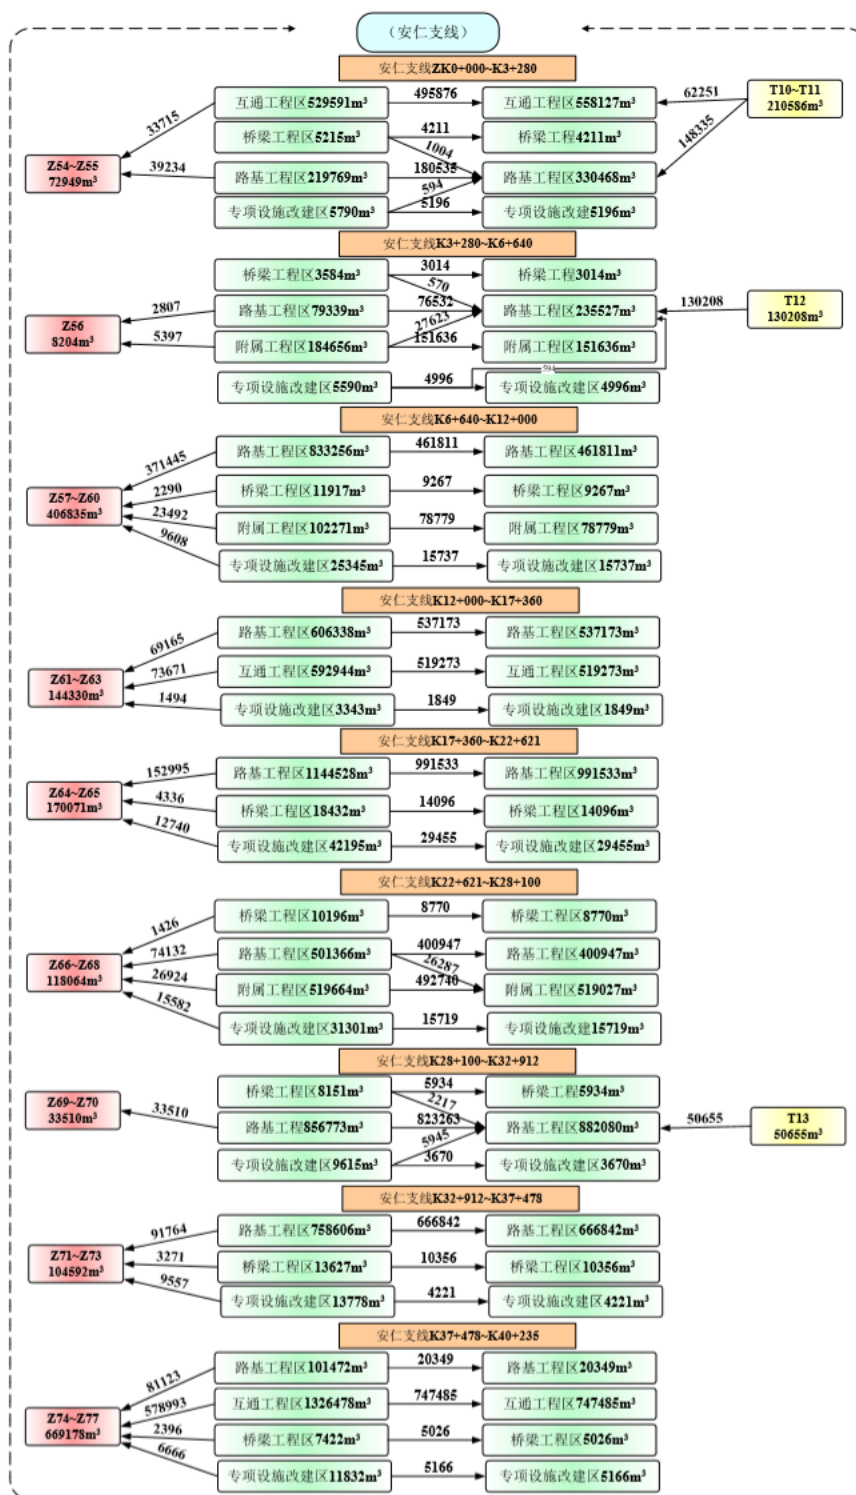 （安仁支线）
安仁支线ZK0+000~K3+280
互通工程区529591m³
495876
互通工程区558127m³
62251
T10~T11
210586m³
33715
桥梁工程区5215m³
4211
桥梁工程4211m³
1004
148335
Z54~Z55
72949m³
39234
路基工程区219769m³
180535
路基工程区330468m³
594
专项设施改建区5790m³
5196
专项设施改建5196m³
安仁支线K3+280~K6+640
桥梁工程区3584m³
3014
桥梁工程3014m³
570
Z56
8204m³
2807
路基工程区79339m³
76532
路基工程区235527m³
130208
T12
130208m³
27623
5397
附属工程区184656m³
151636
附属工程区151636m³
594
专项设施改建区5590m³
4996
专项设施改建区4996m³
安仁支线K6+640~K12+000
371445
路基工程区833256m³
461811
路基工程区461811m³
Z57~Z60
406835m³
2290
桥梁工程区11917m³
9267
桥梁工程区9267m³
23492
附属工程区102271m³
78779
附属工程区78779m³
9608
专项设施改建区25345m³
15737
专项设施改建区15737m³
安仁支线K12+000~K17+360
69165
路基工程区606338m³
537173
路基工程区537173m³
Z61~Z63
144330m³
73671
互通工程区592944m³
519273
互通工程区519273m³
1494
专项设施改建区3343m³
1849
专项设施改建区1849m³
安仁支线K17+360~K22+621
152995
路基工程区1144528m³
991533
路基工程区991533m³
Z64~Z65
170071m³
4336
桥梁工程区18432m³
14096
桥梁工程区14096m³
12740
专项设施改建区42195m³
29455
专项设施改建区29455m³
安仁支线K22+621~K28+100
1426
桥梁工程区10196m³
8770
桥梁工程区8770m³
Z66~Z68
118064m³
74132
路基工程区501366m³
400947
路基工程区400947m³
26287
26924
附属工程区519664m³
492740
附属工程区519027m³
15582
专项设施改建区31301m³
15719
专项设施改建15719m³
安仁支线K28+100~K32+912
桥梁工程区8151m³
5934
桥梁工程5934m³
2217
Z69~Z70
33510m³
33510
路基工程856773m³
823263
路基工程区882080m³
50655
T13
50655m³
5945
专项设施改建区9615m³
3670
专项设施改建区3670m³
安仁支线K32+912~K37+478
91764
路基工程区758606m³
666842
路基工程区666842m³
Z71~Z73
104592m³
3271
桥梁工程区13627m³
10356
桥梁工程区10356m³
9557
专项设施改建区13778m³
4221
专项设施改建区4221m³
安仁支线K37+478~K40+235
81123
路基工程区101472m³
20349
路基工程区20349m³
Z74~Z77
669178m³
578993
互通工程区1326478m³
747485
互通工程区747485m³
2396
桥梁工程区7422m³
5026
桥梁工程区5026m³
6666
专项设施改建区11832m³
5166
专项设施改建区5166m³